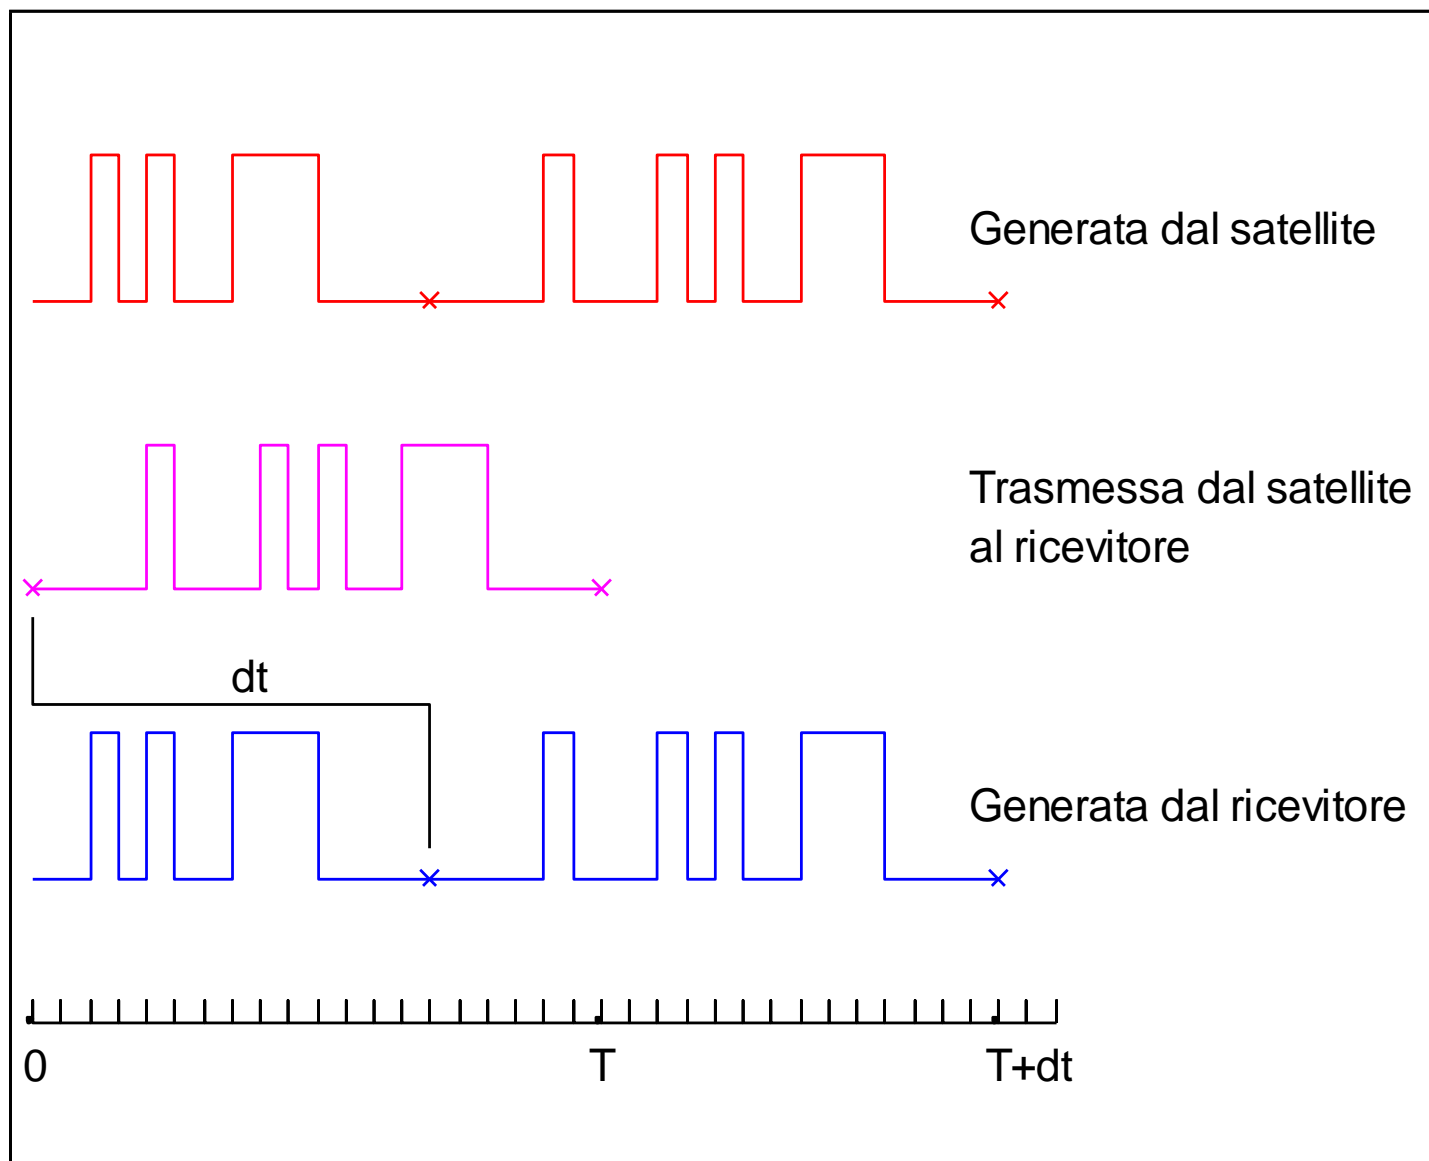 Generata dal satellite
Trasmessa dal satellite
al ricevitore
dt
Generata dal ricevitore
0 T T+dt